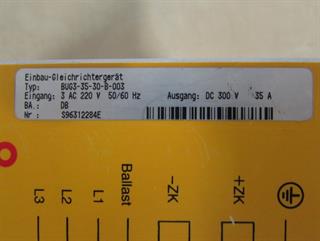 Einbau-Gleichrichtergerät
Typ: BUG3-35-30-B-003
Eingang: 3 AC 220 V 50/60 Hz Ausgang: DC 300 V 35 A
BA.: DB
Nr : S96312284E
L3
L2
L1
Ballast
-ZK
+ZK